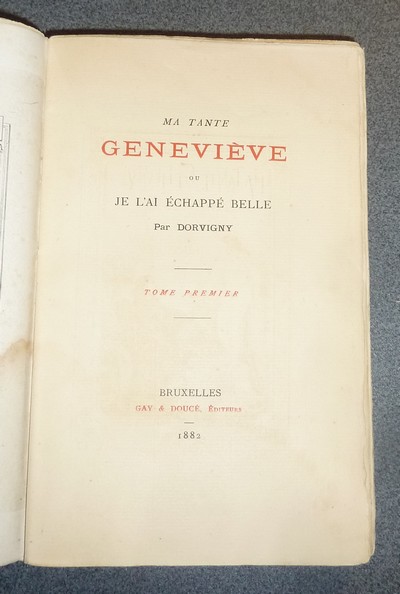 MA TANTE
GENEVIÈVE
OU
JE L'AI ÉCHAPPÉ BELLE
Par DORVIGNY
TOME PREMIER
BRUXELLES
GAY & DOUCÉ, ÉDITEURS
1882